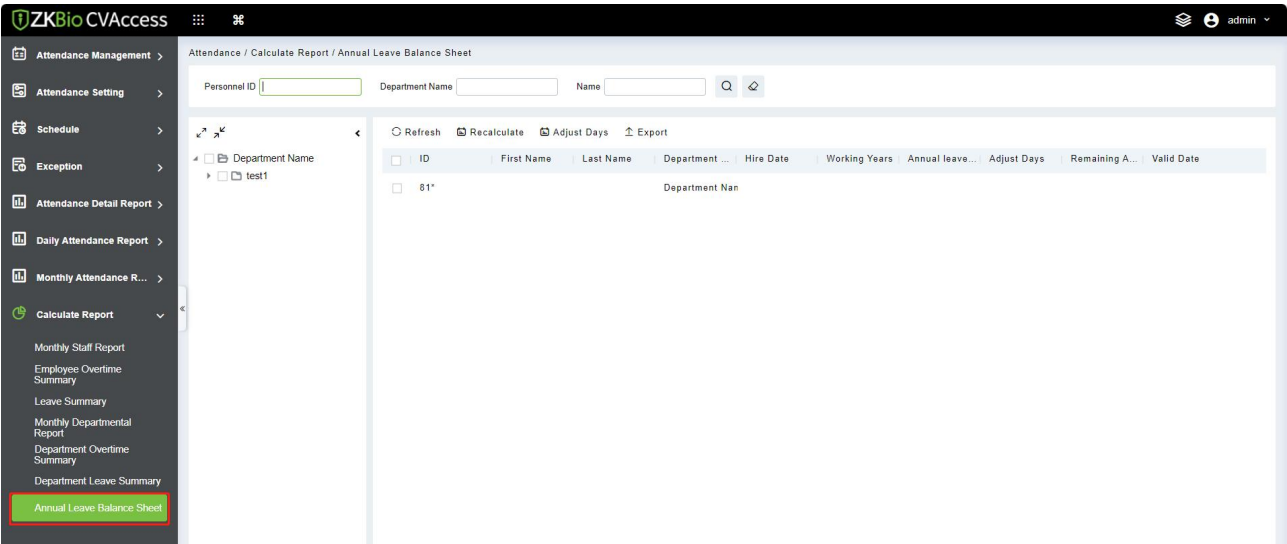 ZKBio CVAccess
admin
Attendance Management
Attendance Setting
Schedule
Exception
Attendance Detail Report
Daily Attendance Report
Monthly Attendance R...
Calculate Report
Monthly Staff Report
Employee Overtime
Summary
Leave Summary
Monthly Departmental
Report
Department Overtime
Summary
Department Leave Summary
Annual Leave Balance Sheet
Attendance / Calculate Report / Annual Leave Balance Sheet
Personnel ID Department Name Name
Department Name
test1
Refresh Recalculate Adjust Days Export
ID First Name Last Name Department ... Hire Date Working Years Annual leave... Adjust Days Remaining A... Valid Date
81* Department Nan